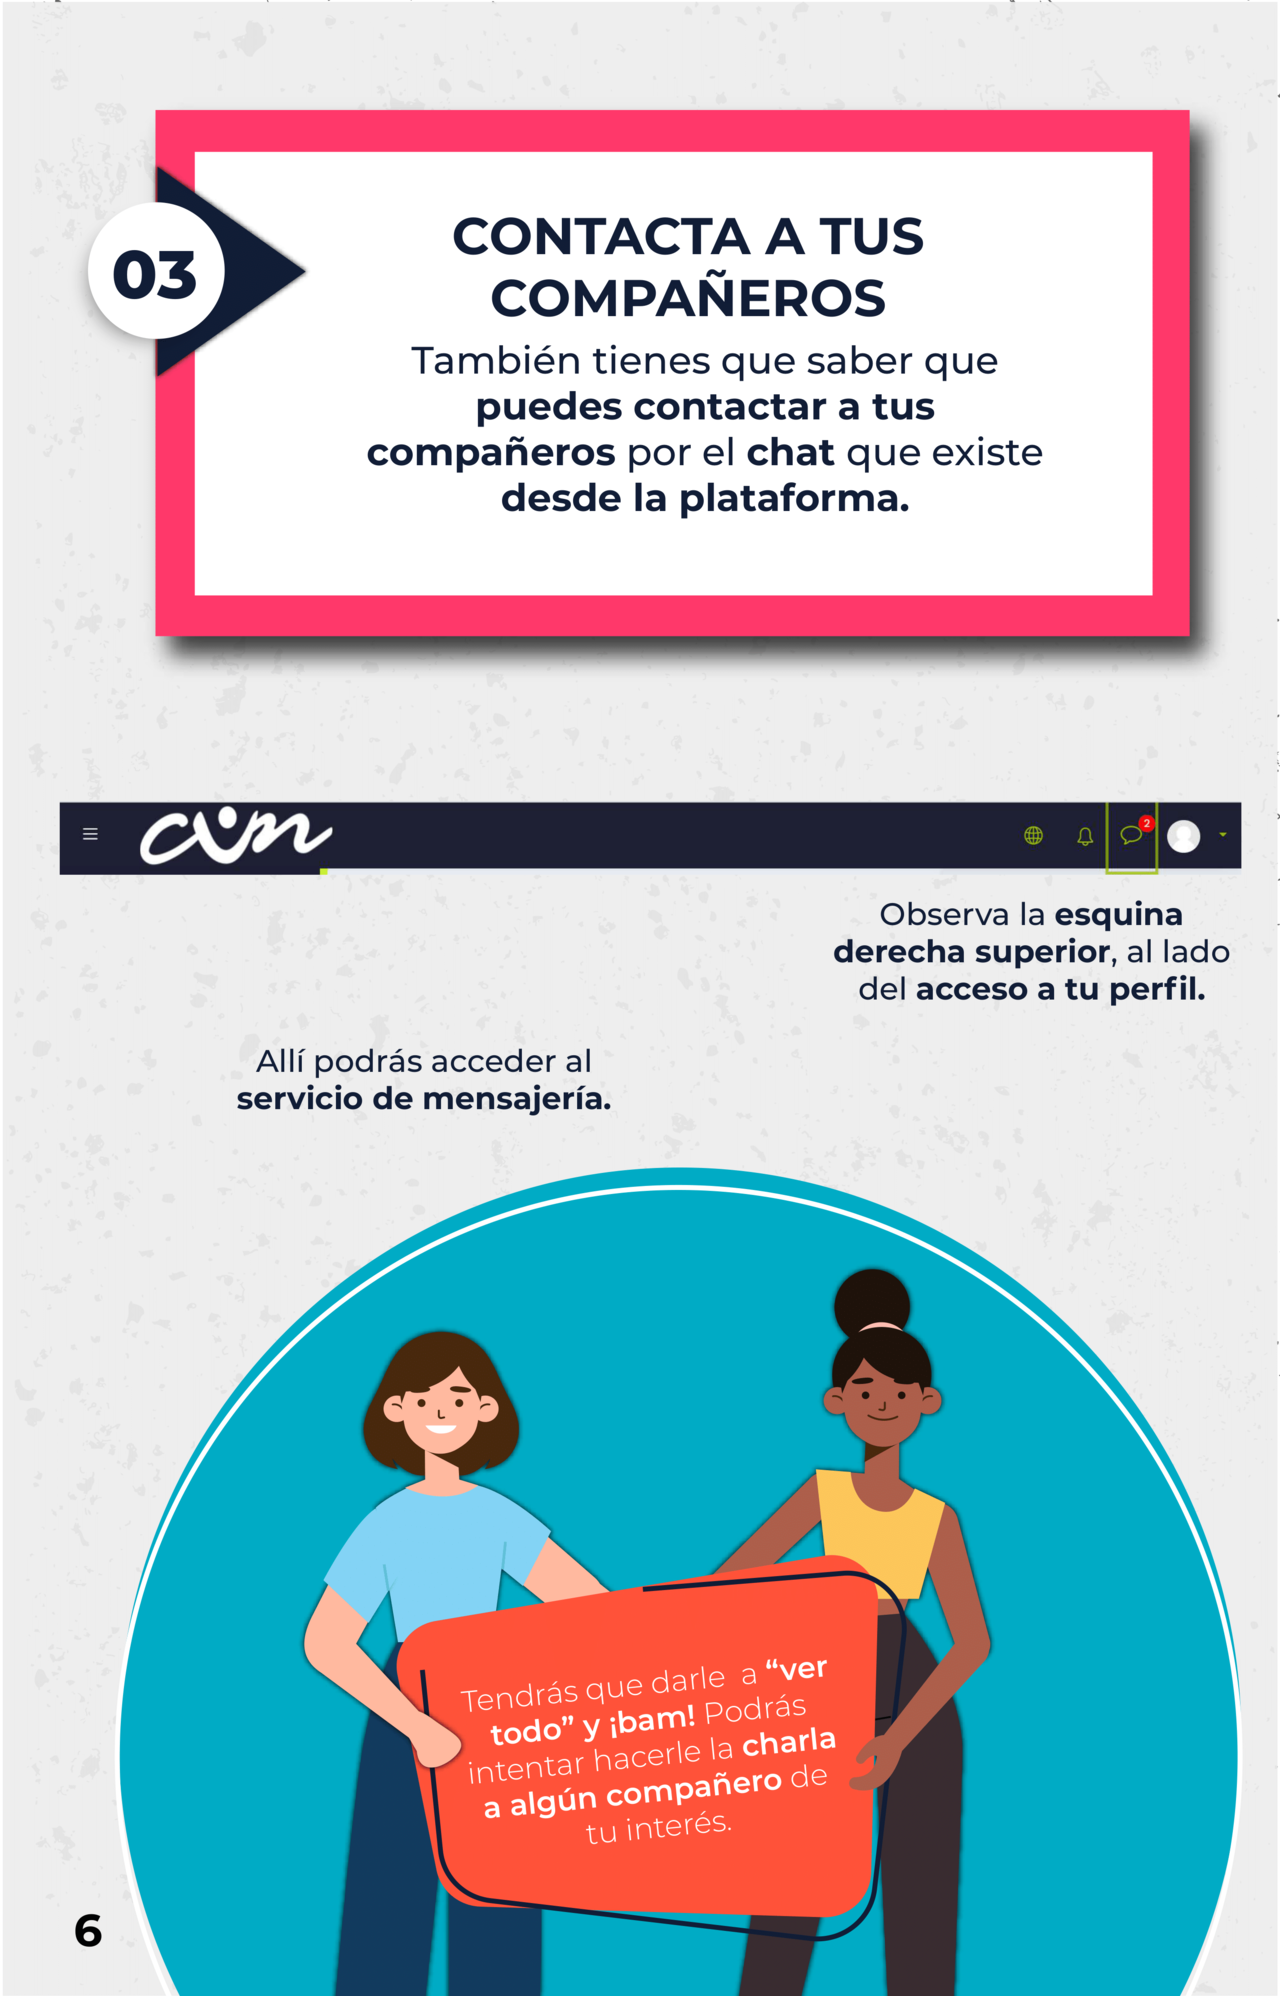 03
CONTACTA A TUS
COMPAÑEROS
También tienes que saber que
puedes contactar a tus
compañeros por el chat que existe
desde la plataforma.
cun
2
Observa la esquina
derecha superior, al lado
del acceso a tu perfil.
Allí podrás acceder al
servicio de mensajería.
Tendrás que darle a “ver
todo” y ¡bam! Podrás
intentar hacerle la charla
a algún compañero de
tu interés.
6